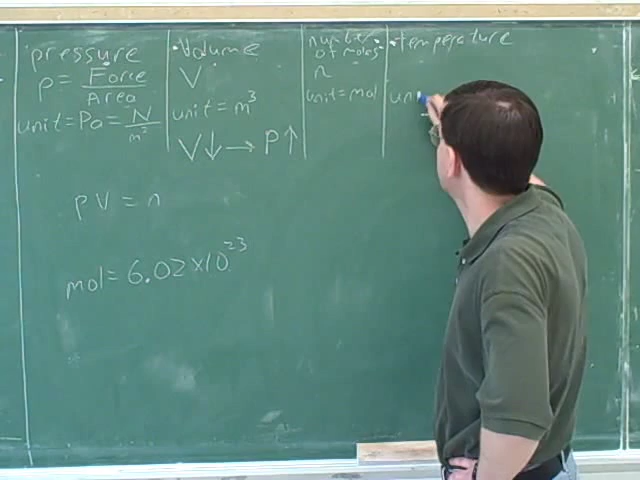 pressure
P = Force
Area
unit = Pa = N
m²
• Volume
V
unit = m³
V↓ → P↑
number
of moles
n
unit = mol
• temperature
uni
PV = n
mol = 6.02 × 10²³